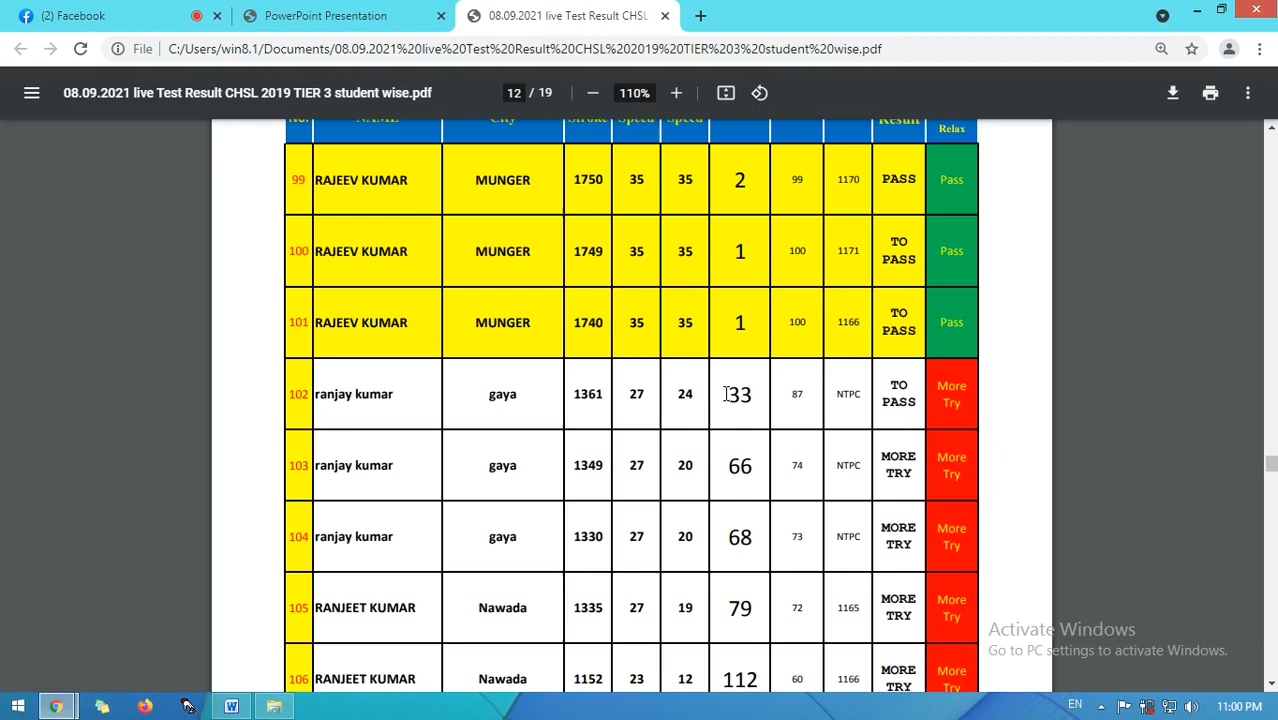 (2) Facebook
PowerPoint Presentation
08.09.2021 live Test Result CHSL
File
C:/Users/win8.1/Documents/08.09.2021%20live%20Test%20Result%20CHSL%202019%20TIER%203%20student%20wise.pdf
08.09.2021 live Test Result CHSL 2019 TIER 3 student wise.pdf
12 / 19
110%
No. NAME City Stroke Speed Speed Result Relax
99 RAJEEV KUMAR MUNGER 1750 35 35 2 99 1170 PASS Pass
100 RAJEEV KUMAR MUNGER 1749 35 35 1 100 1171 TO PASS Pass
101 RAJEEV KUMAR MUNGER 1740 35 35 1 100 1166 TO PASS Pass
102 ranjay kumar gaya 1361 27 24 33 87 NTPC TO PASS More Try
103 ranjay kumar gaya 1349 27 20 66 74 NTPC MORE TRY More Try
104 ranjay kumar gaya 1330 27 20 68 73 NTPC MORE TRY More Try
105 RANJEET KUMAR Nawada 1335 27 19 79 72 1165 MORE TRY More Try
106 RANJEET KUMAR Nawada 1152 23 12 112 60 1166 MORE TRY More Try
Activate Windows
Go to PC settings to activate Windows.
EN
11:00 PM